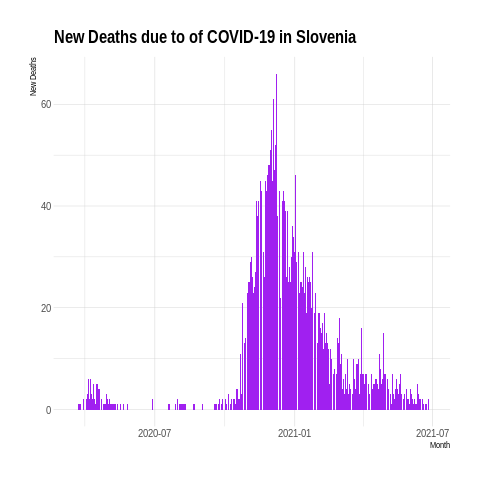 New Deaths due to of COVID-19 in Slovenia
New Deaths
60
40
20
0
2020-07
2021-01
2021-07
Month